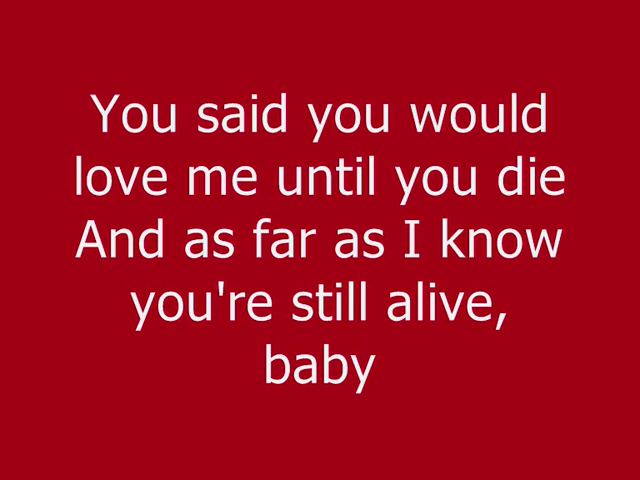 You said you would
love me until you die
And as far as I know
you're still alive,
baby